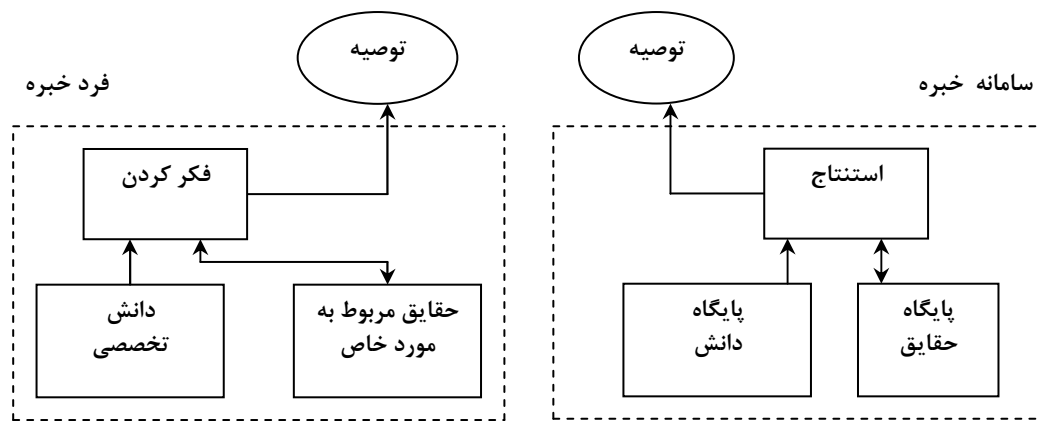 توصیه
توصیه
سامانه خبره
فرد خبره
استنتاج
فکر کردن
پایگاه
حقایق
پایگاه
دانش
حقایق مربوط به
مورد خاص
دانش
تخصصی